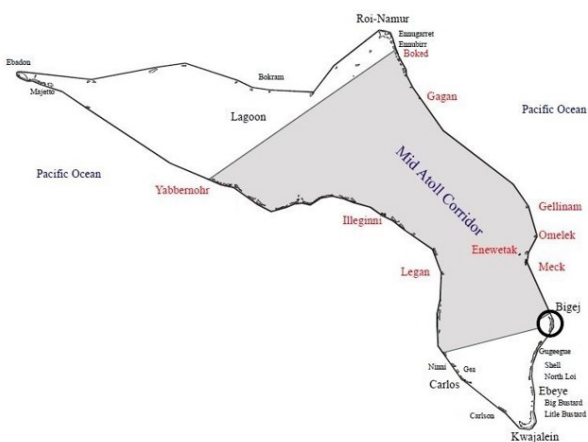 Roi-Namur
Ennugarret
Ennubirr
Boked
Ebadon
Majetto
Bokram
Gagan
Lagoon
Pacific Ocean
Pacific Ocean
Mid Atoll Corridor
Yabbernohr
Illeginni
Gellinam
Omelek
Enewetak
Legan
Meck
Bigej
Gugeegue
Ninni
Gea
Shell
North Loi
Carlos
Ebeye
Big Bustard
Carlson
Litle Bustard
Kwajalein